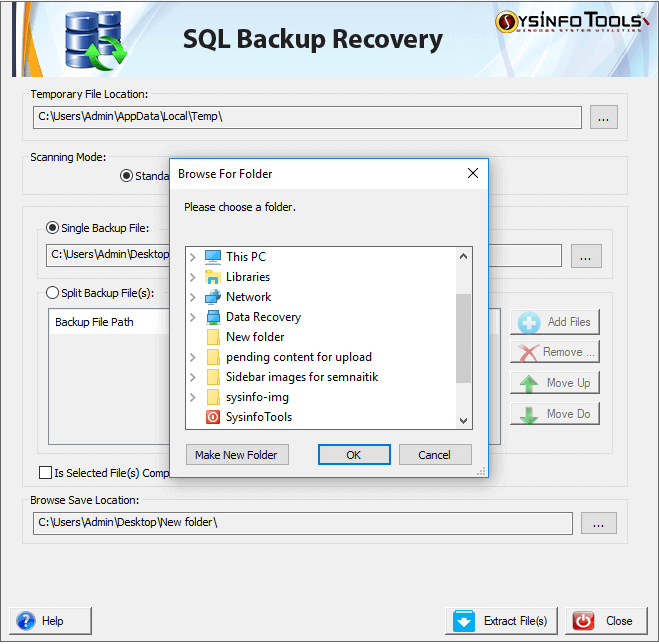 SYSINFOTOOLS
WINDOWS SYSTEM UTILITIES
SQL Backup Recovery
Temporary File Location:
C:\Users\Admin\AppData\Local\Temp\
...
Scanning Mode:
Standa
Browse For Folder
Please choose a folder.
This PC
Libraries
Network
Data Recovery
New folder
pending content for upload
Sidebar images for semnaitik
sysinfo-img
SysinfoTools
Make New Folder
OK
Cancel
Single Backup File:
C:\Users\Admin\Desktop
...
Split Backup File(s):
Backup File Path
Add Files
Remove ...
Move Up
Move Do
Is Selected File(s) Comp
Browse Save Location:
C:\Users\Admin\Desktop\New folder\
...
Help
Extract File(s)
Close